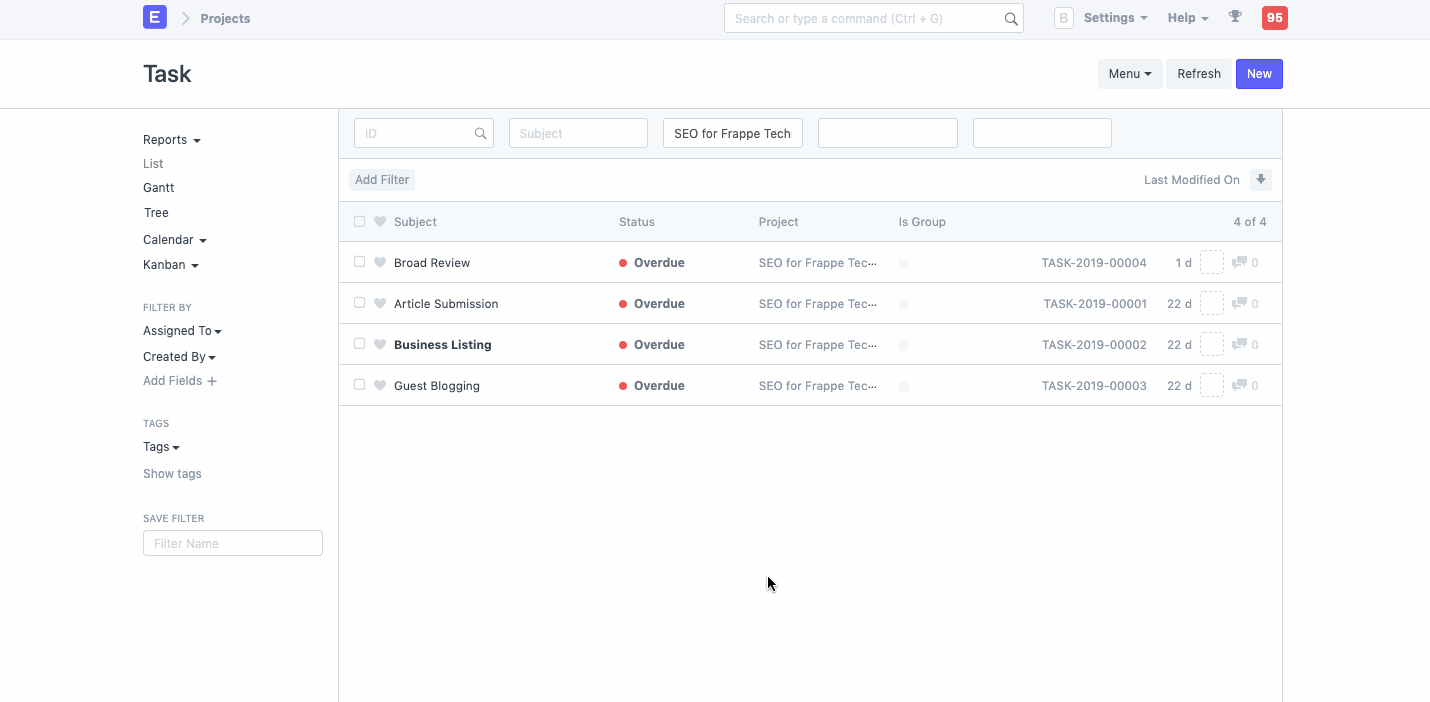 E Projects Search or type a command (Ctrl + G) B Settings Help 95
Task Menu Refresh New
Reports
List
Gantt
Tree
Calendar
Kanban
FILTER BY
Assigned To
Created By
Add Fields +
TAGS
Tags
Show tags
SAVE FILTER
Filter Name
ID Subject SEO for Frappe Tech
Add Filter Last Modified On
Subject Status Project Is Group 4 of 4
Broad Review Overdue SEO for Frappe Tec... TASK-2019-00004 1 d 0
Article Submission Overdue SEO for Frappe Tec... TASK-2019-00001 22 d 0
Business Listing Overdue SEO for Frappe Tec... TASK-2019-00002 22 d 0
Guest Blogging Overdue SEO for Frappe Tec... TASK-2019-00003 22 d 0